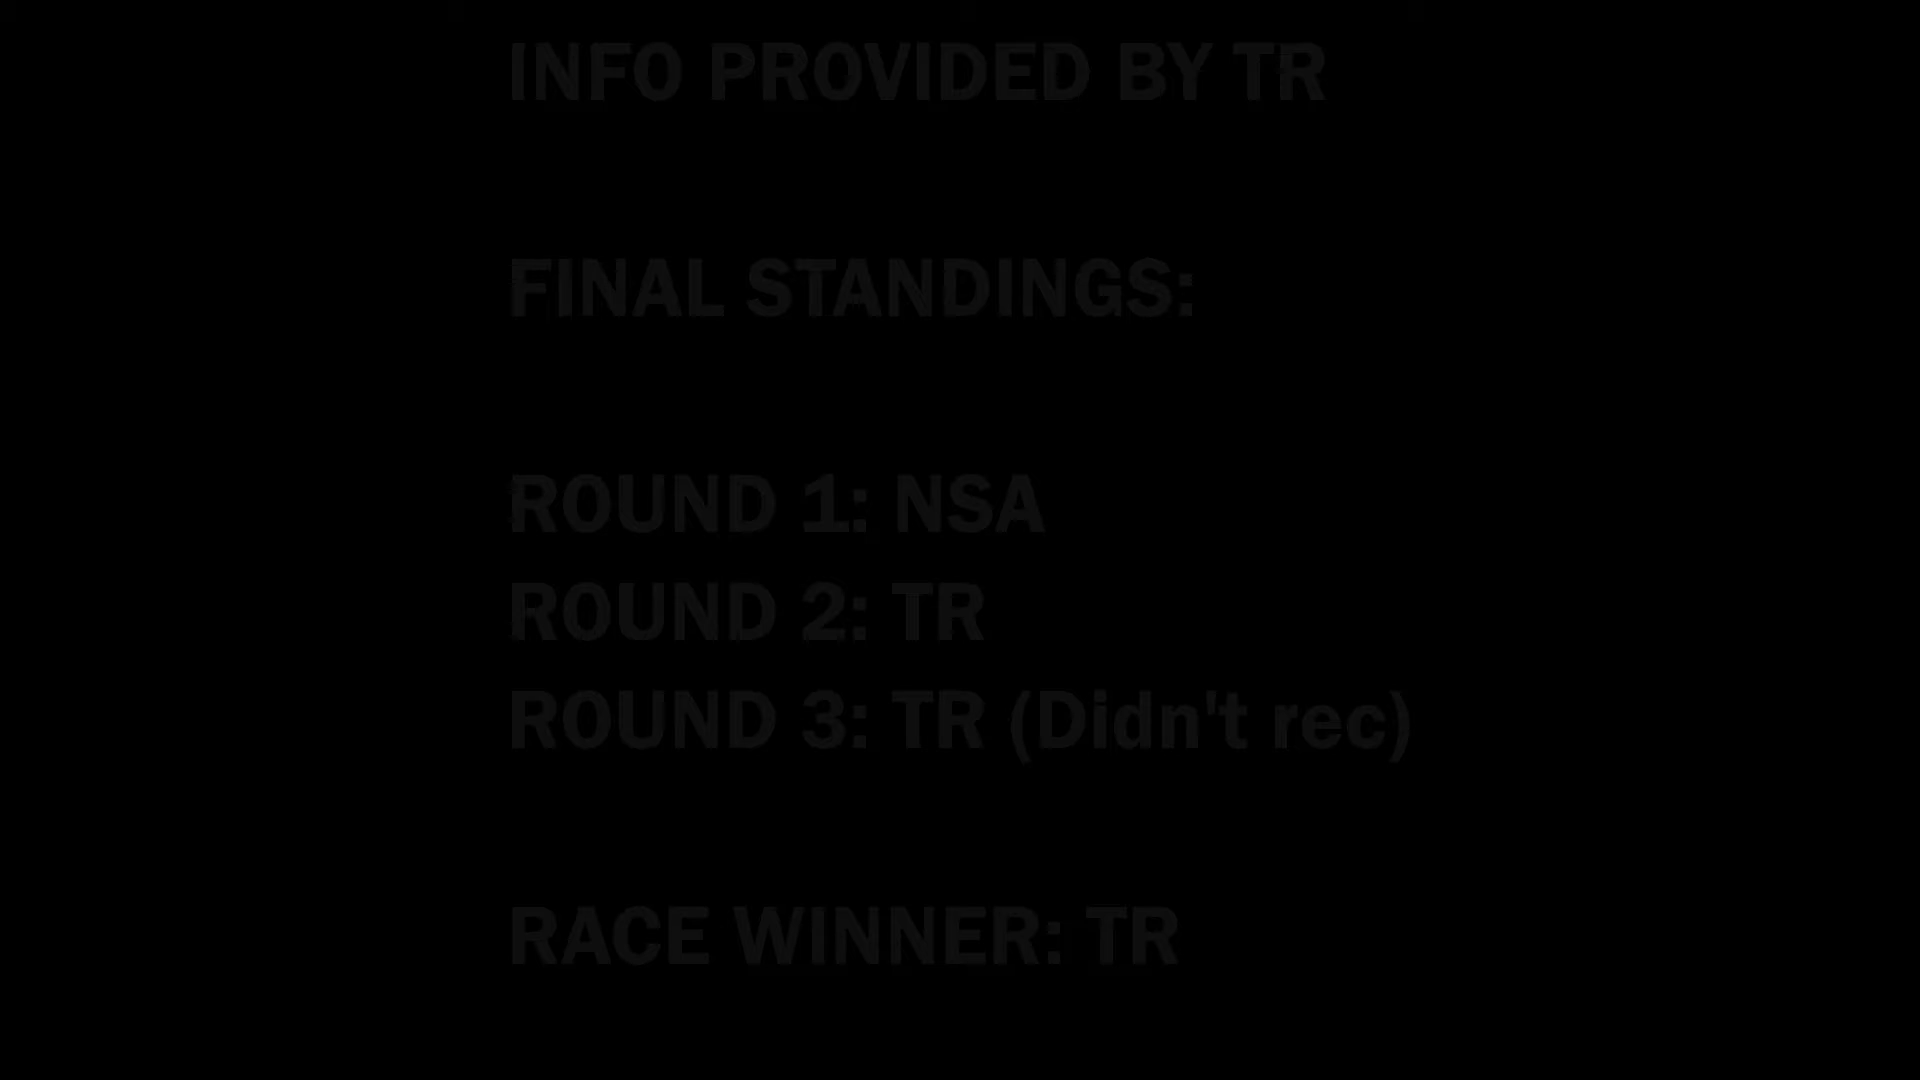 INFO PROVIDED BY TR
FINAL STANDINGS:
ROUND 1: NSA
ROUND 2: TR
ROUND 3: TR (Didn't rec)
RACE WINNER: TR